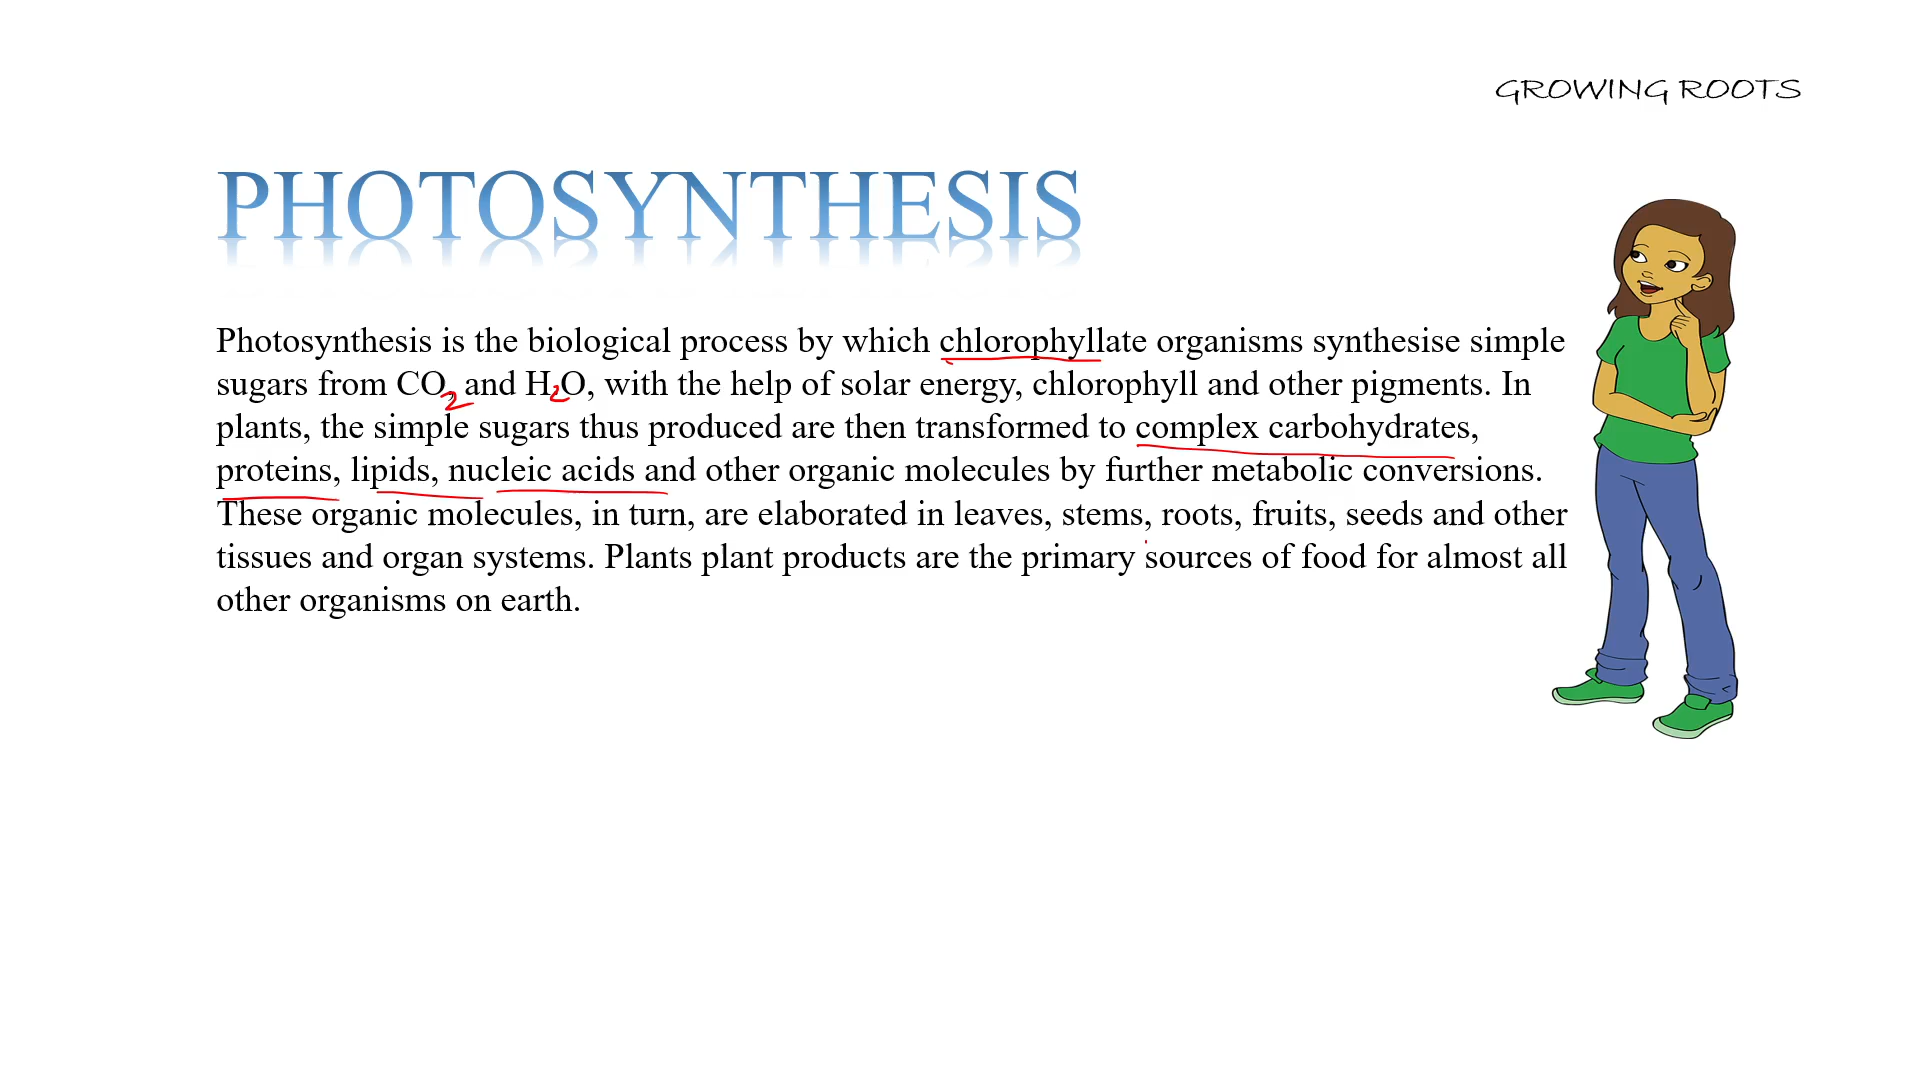 GROWING ROOTS
PHOTOSYNTHESIS
Photosynthesis is the biological process by which chlorophyllate organisms synthesise simple
sugars from CO2, and H2O, with the help of solar energy, chlorophyll and other pigments. In
plants, the simple sugars thus produced are then transformed to complex carbohydrates,
proteins, lipids, nucleic acids and other organic molecules by further metabolic conversions.
These organic molecules, in turn, are elaborated in leaves, stems, roots, fruits, seeds and other
tissues and organ systems. Plants plant products are the primary sources of food for almost all
other organisms on earth.